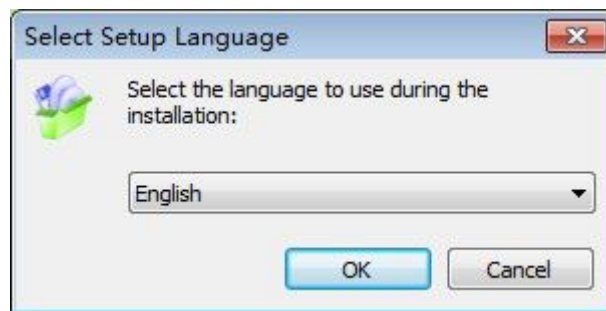 Select Setup Language
Select the language to use during the
installation:
English
OK
Cancel